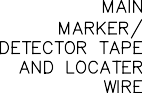 MAIN
MARKER/
DETECTOR TAPE
AND LOCATER
WIRE